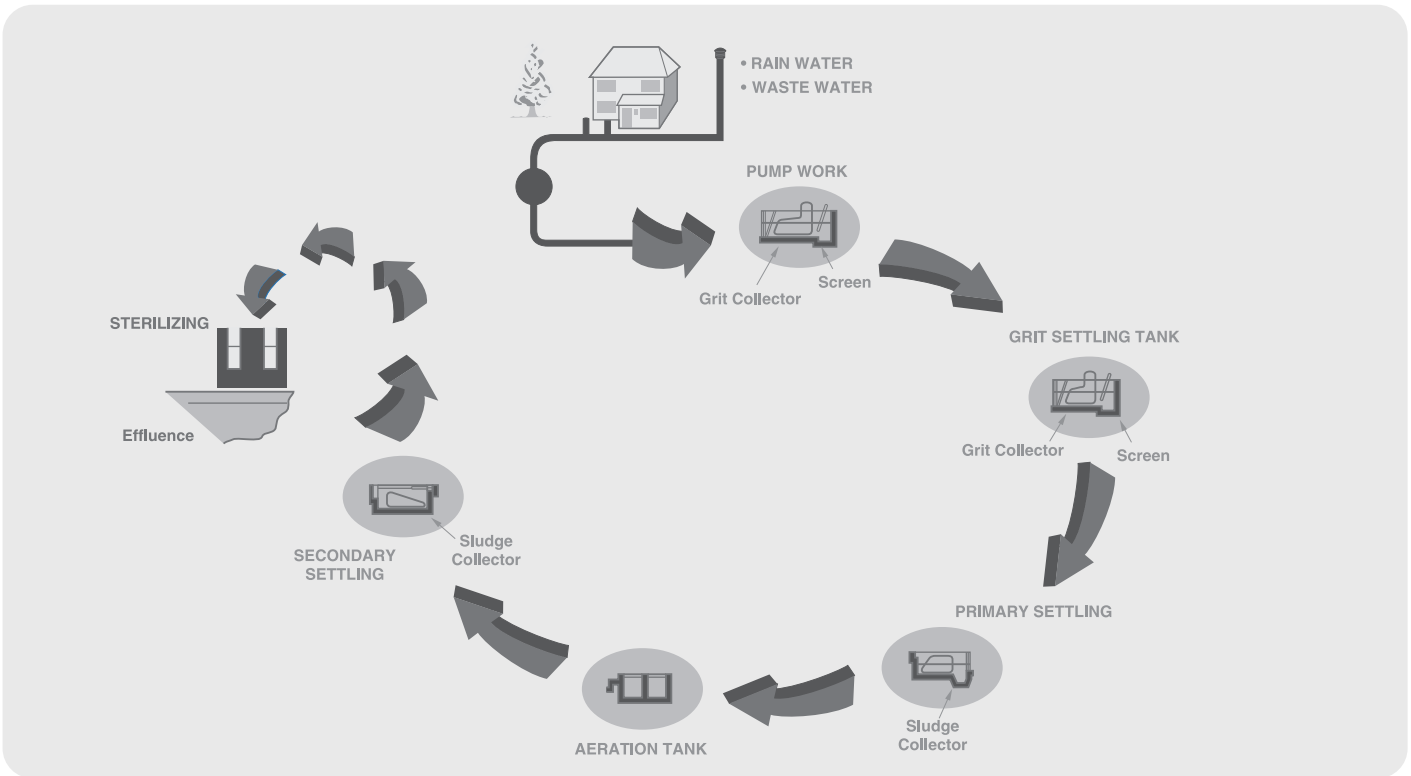 • RAIN WATER
• WASTE WATER
PUMP WORK
Grit Collector
Screen
GRIT SETTLING TANK
Grit Collector
Screen
PRIMARY SETTLING
Sludge
Collector
AERATION TANK
SECONDARY
SETTLING
Sludge
Collector
STERILIZING
Effluence